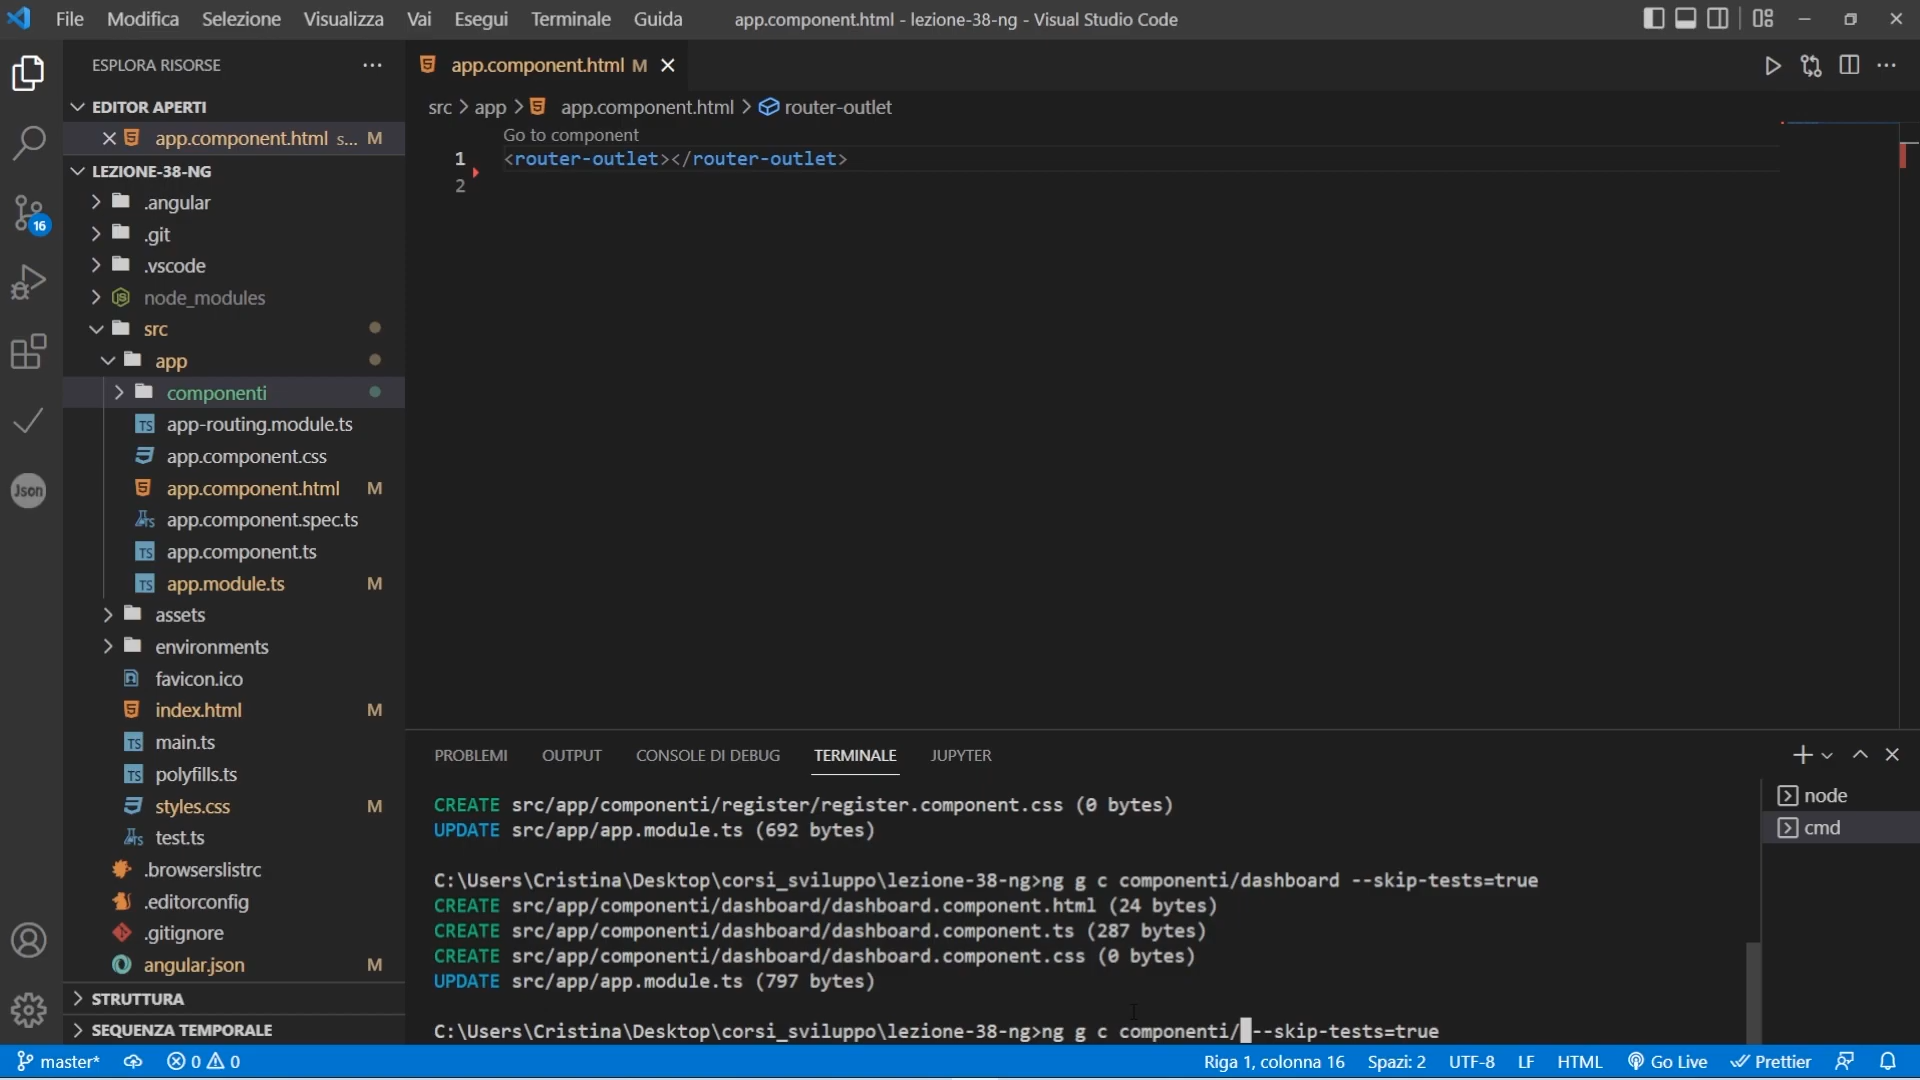 File Modifica Selezione Visualizza Vai Esegui Terminale Guida app.component.html - lezione-38-ng - Visual Studio Code
ESPLORA RISORSE
EDITOR APERTI
app.component.html s... M
LEZIONE-38-NG
.angular
.git
.vscode
node_modules
src
app
componenti
app-routing.module.ts
app.component.css
app.component.html M
app.component.spec.ts
app.component.ts
app.module.ts M
assets
environments
favicon.ico
index.html M
main.ts
polyfills.ts
styles.css M
test.ts
.browserslistrc
.editorconfig
.gitignore
angular.json M
STRUTTURA
SEQUENZA TEMPORALE
16
Json
app.component.html M
src > app > app.component.html > router-outlet
Go to component
1 <router-outlet></router-outlet>
2
PROBLEMI OUTPUT CONSOLE DI DEBUG TERMINALE JUPYTER
CREATE src/app/componenti/register/register.component.css (0 bytes)
UPDATE src/app/app.module.ts (692 bytes)
C:\Users\Cristina\Desktop\corsi_sviluppo\lezione-38-ng>ng g c componenti/dashboard --skip-tests=true
CREATE src/app/componenti/dashboard/dashboard.component.html (24 bytes)
CREATE src/app/componenti/dashboard/dashboard.component.ts (287 bytes)
CREATE src/app/componenti/dashboard/dashboard.component.css (0 bytes)
UPDATE src/app/app.module.ts (797 bytes)
C:\Users\Cristina\Desktop\corsi_sviluppo\lezione-38-ng>ng g c componenti/ --skip-tests=true
node
cmd
master* 0 0 Riga 1, colonna 16 Spazi: 2 UTF-8 LF HTML Go Live Prettier